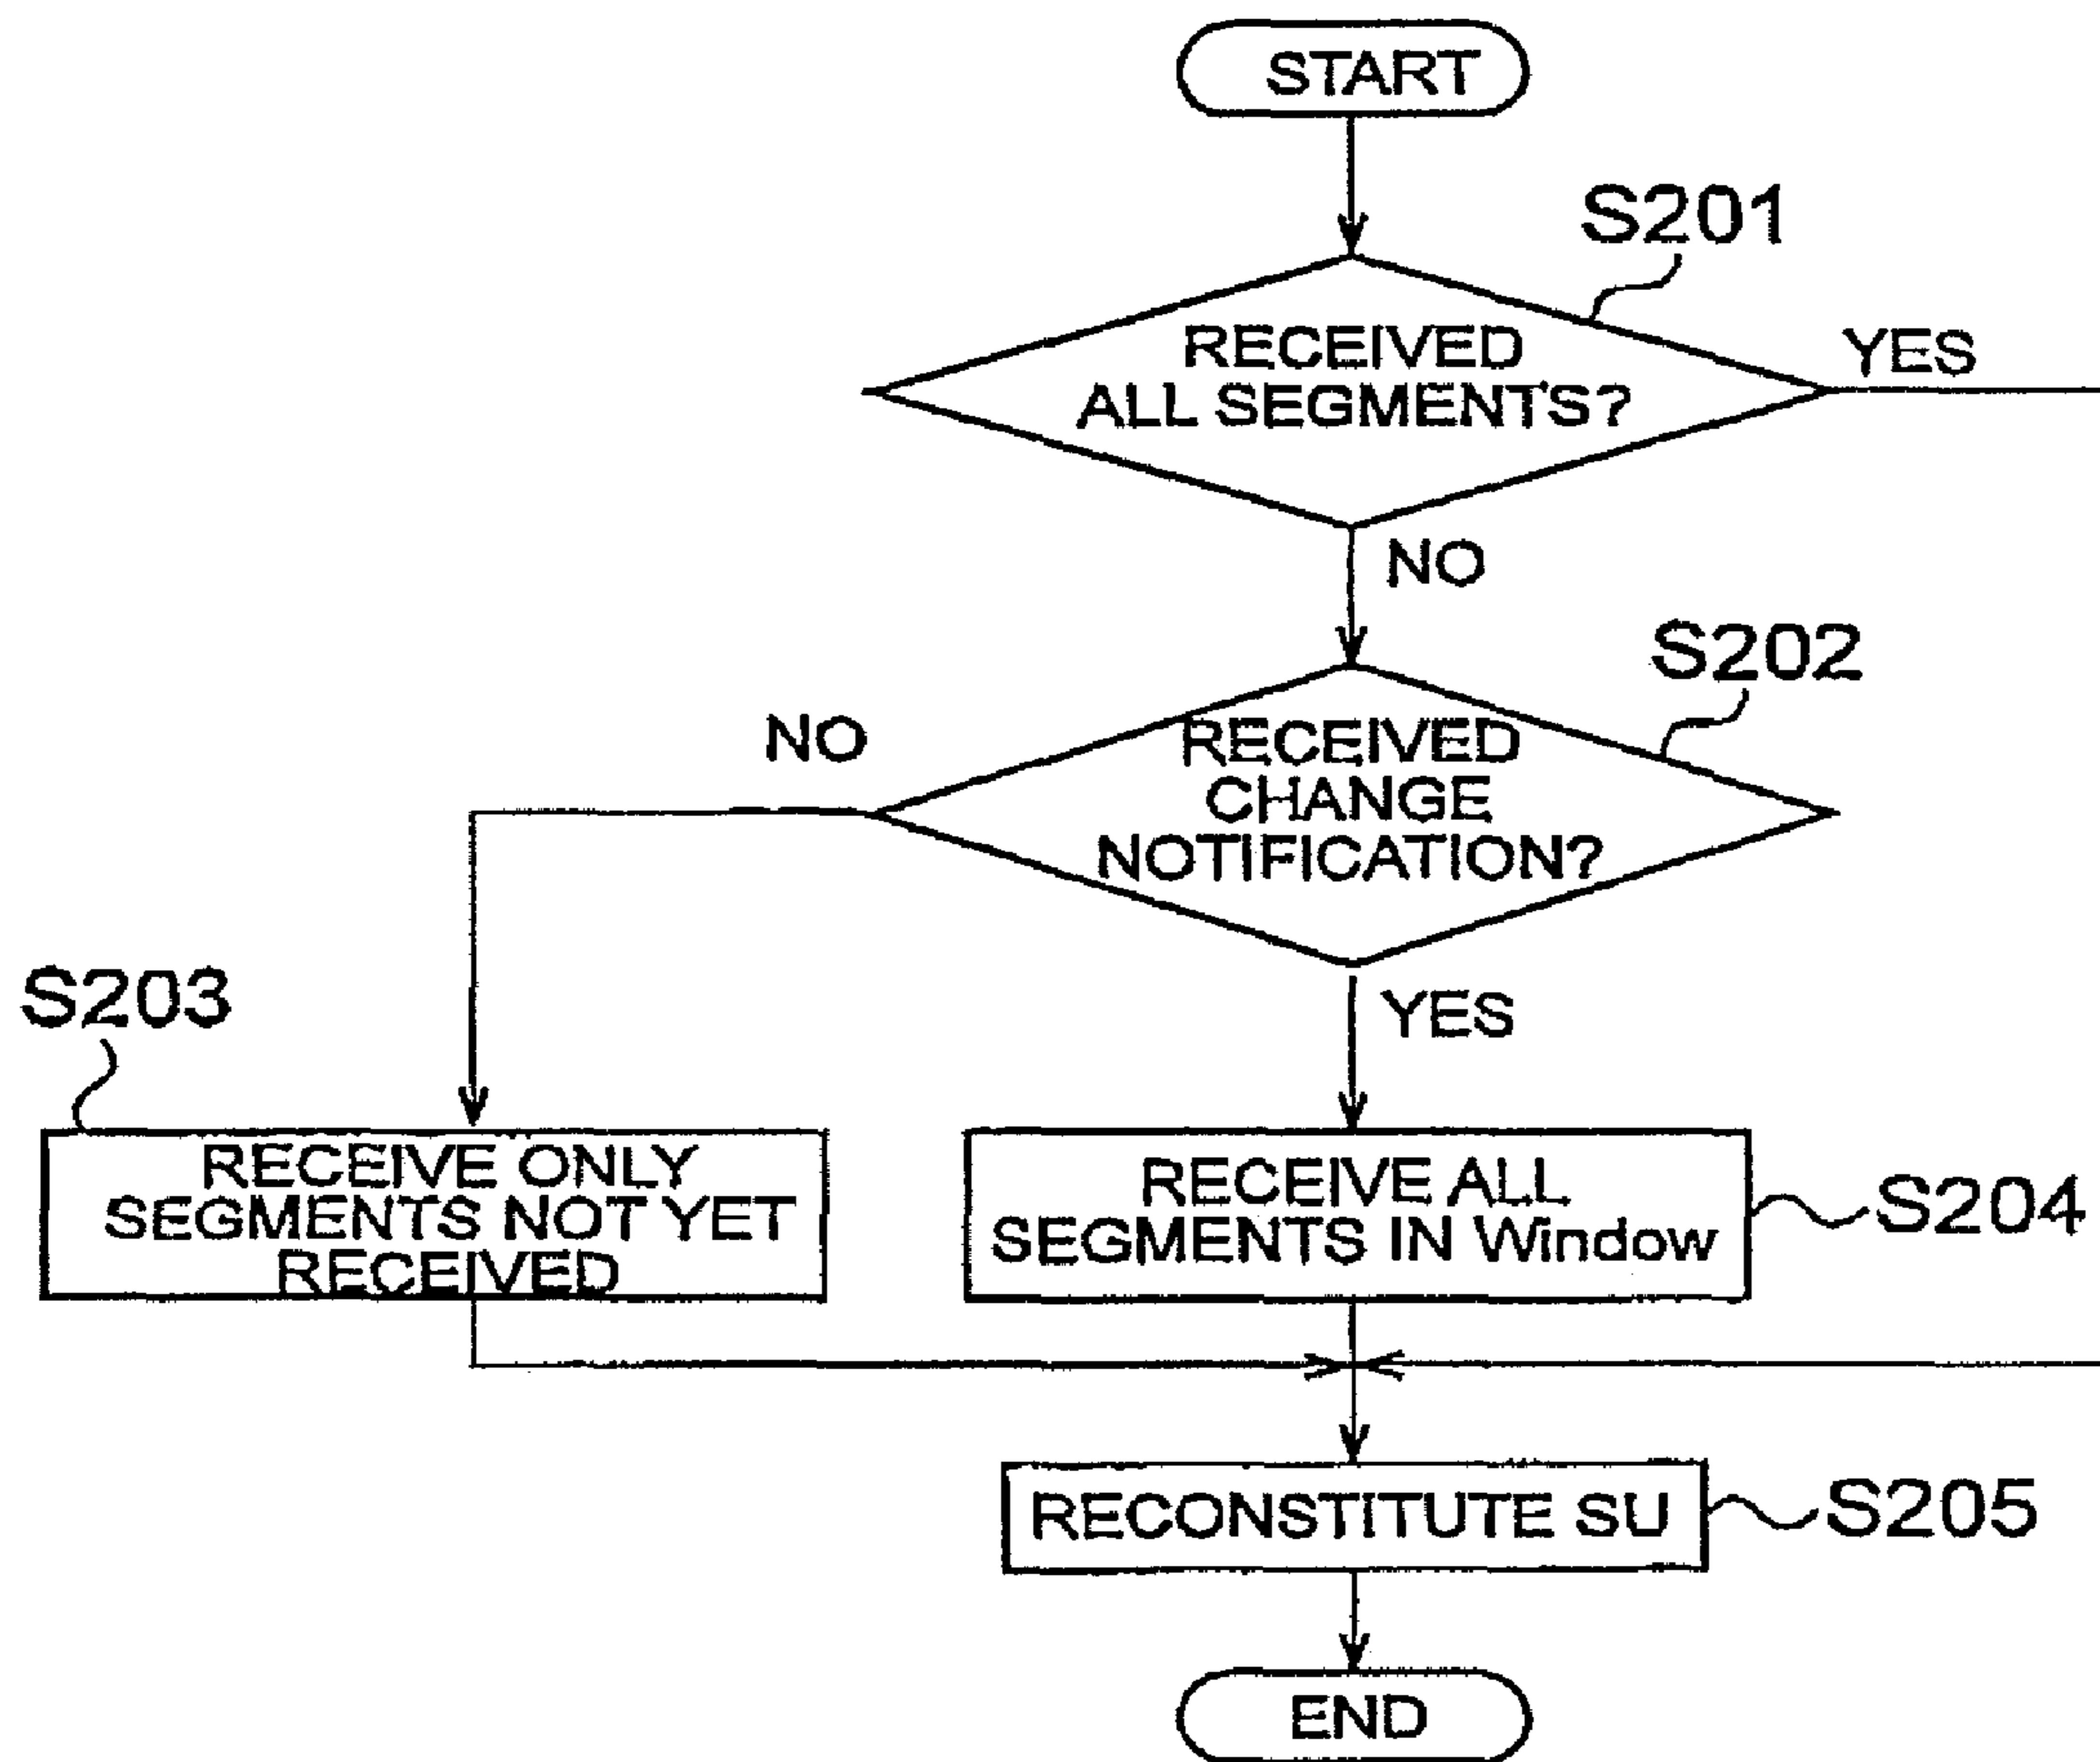 START
S201
RECEIVED
ALL SEGMENTS?
YES
NO
S202
NO
RECEIVED
CHANGE
NOTIFICATION?
YES
S203
RECEIVE ONLY
SEGMENTS NOT YET
RECEIVED
RECEIVE ALL
SEGMENTS IN Window
S204
RECONSTITUTE SU
S205
END